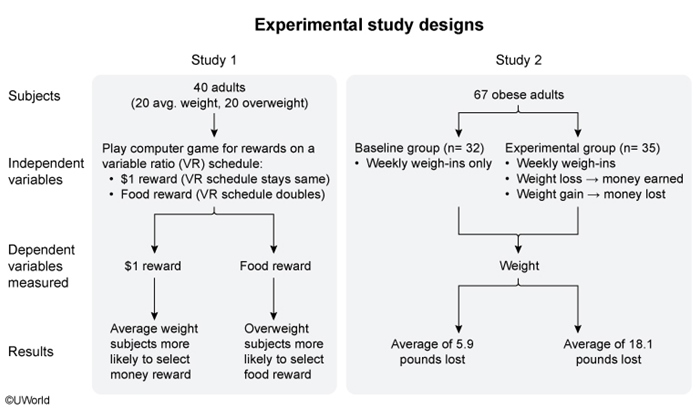 Experimental study designs
Study 1
Study 2
Subjects
40 adults
(20 avg. weight, 20 overweight)
67 obese adults
Independent
variables
Play computer game for rewards on a
variable ratio (VR) schedule:
• $1 reward (VR schedule stays same)
• Food reward (VR schedule doubles)
Baseline group (n= 32)
• Weekly weigh-ins only
Experimental group (n= 35)
• Weekly weigh-ins
• Weight loss → money earned
• Weight gain → money lost
Dependent
variables
measured
$1 reward
Food reward
Weight
Results
Average weight
subjects more
likely to select
money reward
Overweight
subjects more
likely to select
food reward
Average of 5.9
pounds lost
Average of 18.1
pounds lost
©UWorld